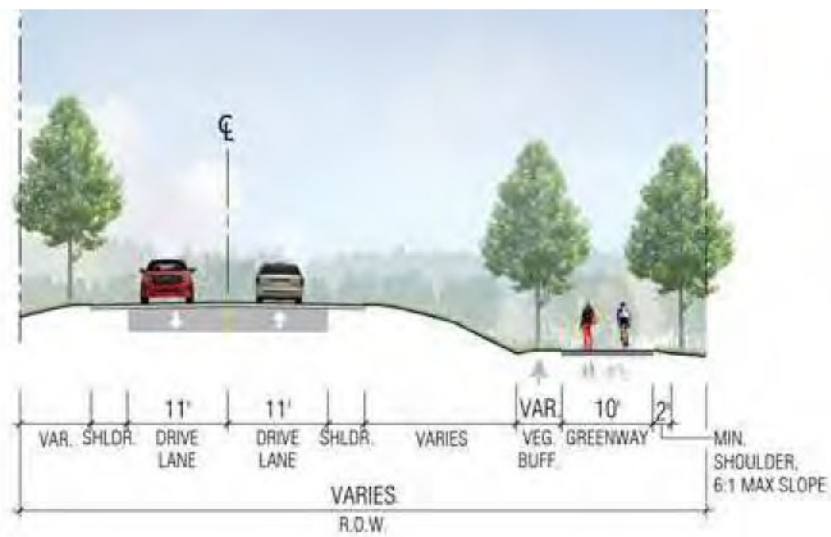 ℄
11'
11'
VAR.
10'
2'
VAR.
SHLDR.
DRIVE
LANE
DRIVE
LANE
SHLDR.
VARIES
VEG.
BUFF.
GREENWAY
MIN.
SHOULDER,
6:1 MAX SLOPE
VARIES
R.O.W.